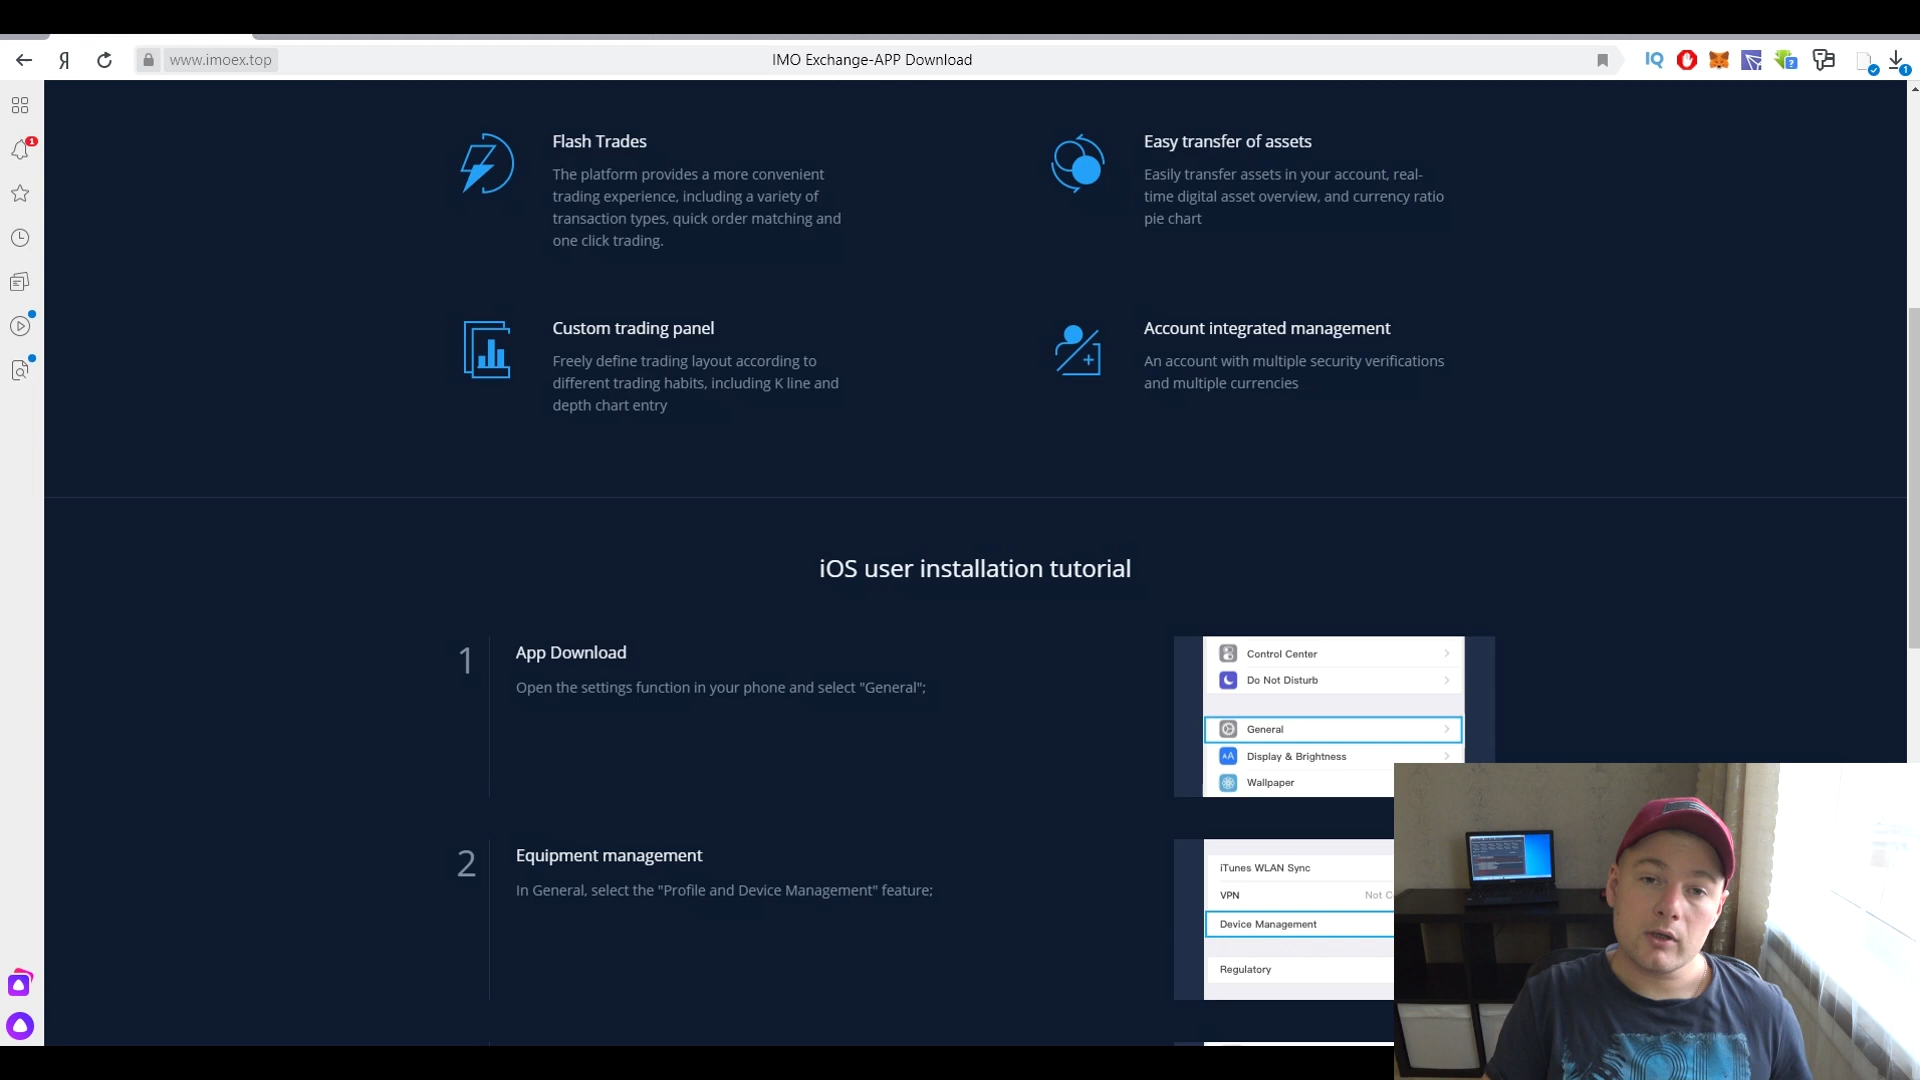 Я
www.imoex.top
IMO Exchange-APP Download
IQ
?
1
1
Flash Trades
The platform provides a more convenient
trading experience, including a variety of
transaction types, quick order matching and
one click trading.
Easy transfer of assets
Easily transfer assets in your account, real-
time digital asset overview, and currency ratio
pie chart
Custom trading panel
Freely define trading layout according to
different trading habits, including K line and
depth chart entry
Account integrated management
An account with multiple security verifications
and multiple currencies
iOS user installation tutorial
1
App Download
Open the settings function in your phone and select "General";
Control Center
Do Not Disturb
General
AA
Display & Brightness
Wallpaper
2
Equipment management
In General, select the "Profile and Device Management" feature;
iTunes WLAN Sync
VPN
Not C
Device Management
Regulatory